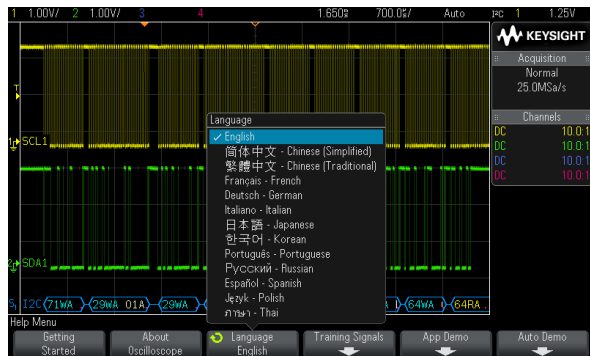 1 1.00V/ 2 1.00V/ 3 4 1.650s 700.0s/ Auto I²C 1 1.25V
KEYSIGHT
Acquisition
Normal
25.0MSa/s
Channels
DC 10.0:1
DC 10.0:1
DC 10.0:1
DC 10.0:1
T
SCL1
SDA1
Language
English
简体中文 - Chinese (Simplified)
繁體中文 - Chinese (Traditional)
Français - French
Deutsch - German
Italiano - Italian
日本語 - Japanese
한국어 - Korean
Português - Portuguese
Русский - Russian
Español - Spanish
Język - Polish
ภาษา - Thai
S1 I2C 71WA 29WA 01A 29WA 64WA 64RA
Help Menu
Getting Started
About Oscilloscope
Language English
Training Signals
App Demo
Auto Demo